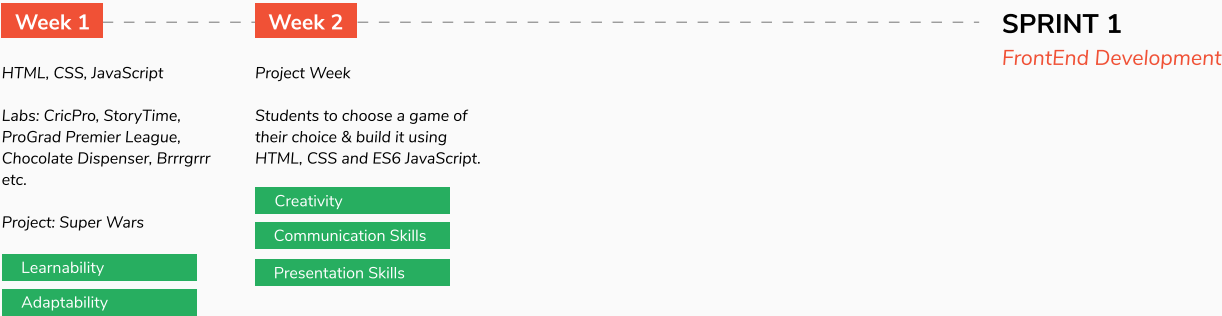 Week 1
Week 2
SPRINT 1
FrontEnd Development
HTML, CSS, JavaScript
Labs: CricPro, StoryTime,
ProGrad Premier League,
Chocolate Dispenser, Brrrgrrr
etc.
Project: Super Wars
Learnability
Adaptability
Project Week
Students to choose a game of
their choice & build it using
HTML, CSS and ES6 JavaScript.
Creativity
Communication Skills
Presentation Skills